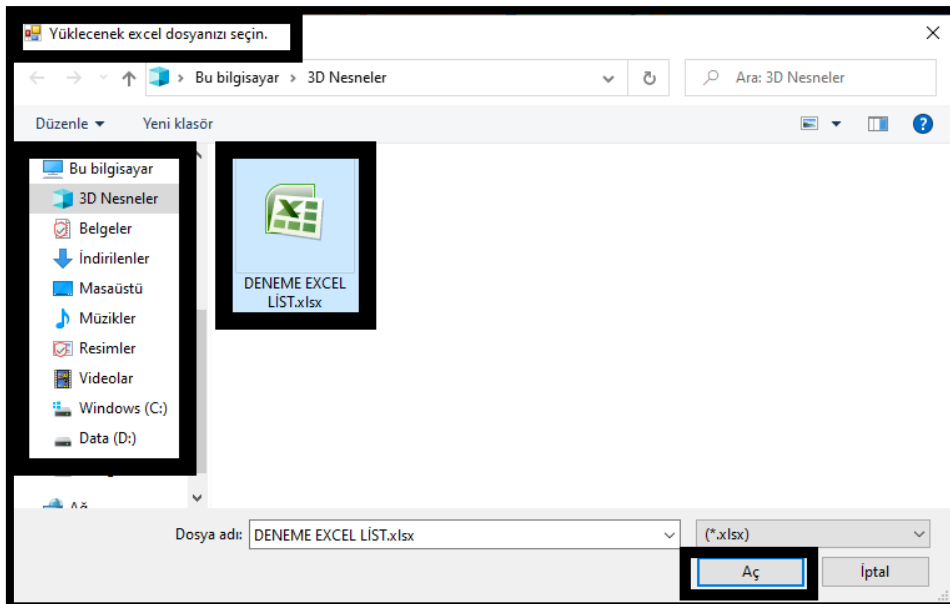 Yüklecenek excel dosyanızı seçin.
Bu bilgisayar > 3D Nesneler
Ara: 3D Nesneler
Düzenle
Yeni klasör
Bu bilgisayar
3D Nesneler
Belgeler
İndirilenler
Masaüstü
Müzikler
Resimler
Videolar
Windows (C:)
Data (D:)
DENEME EXCEL
LİST.xlsx
Dosya adı:
DENEME EXCEL LİST.xlsx
(*.xlsx)
Aç
İptal